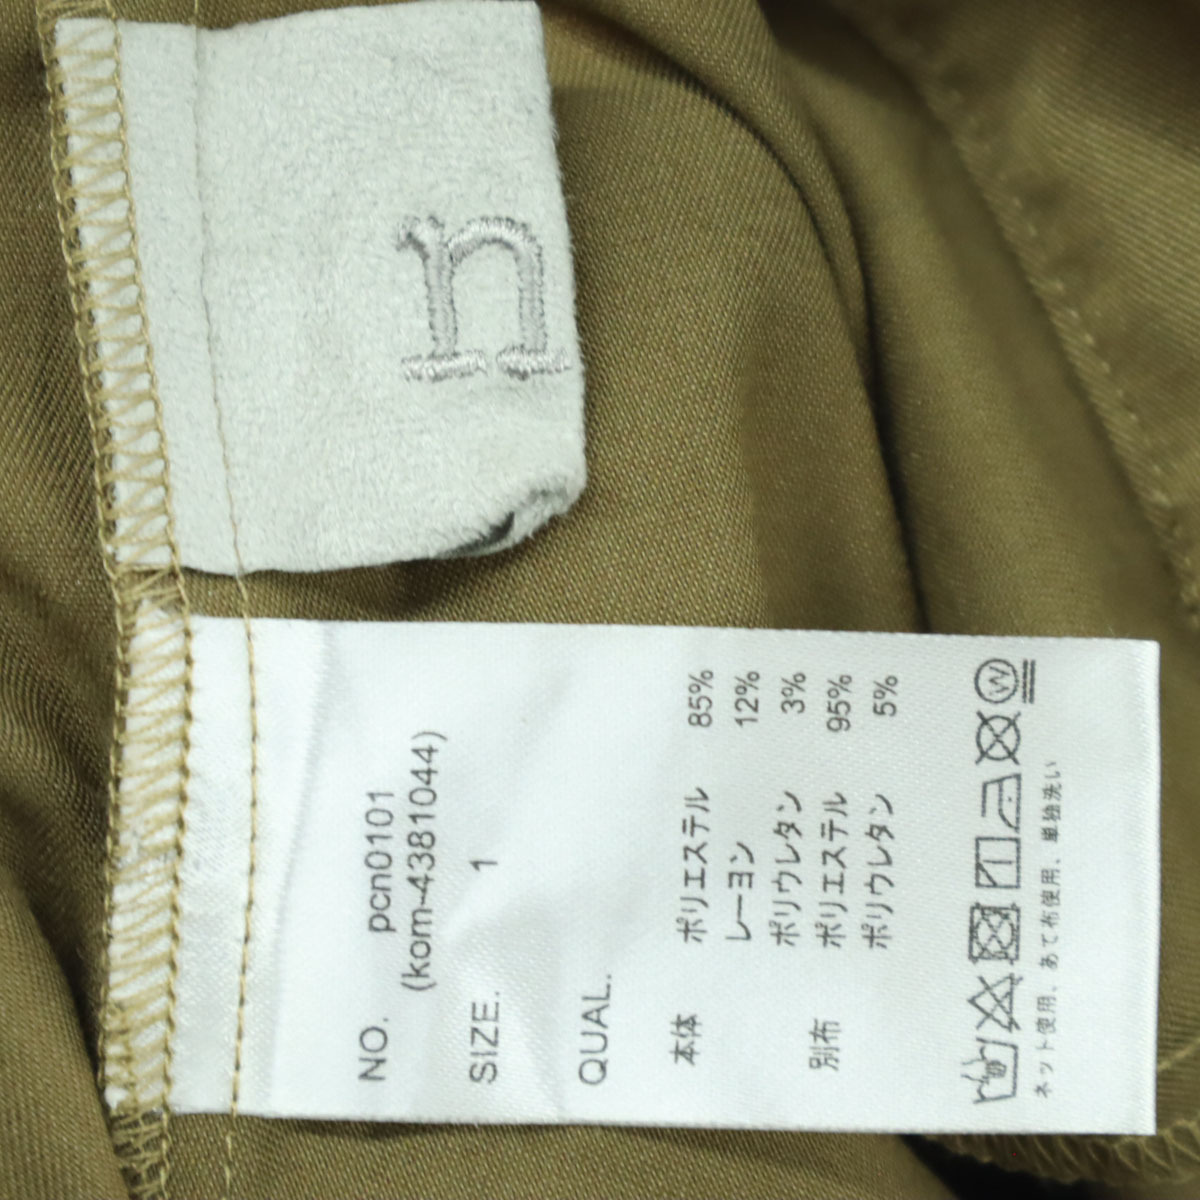 n
NO. pcn0101
(kom-4381044)
SIZE. 1
QUAL.
本体 ポリエステル 85%
レーヨン 12%
ポリウレタン 3%
別布 ポリエステル 95%
ポリウレタン 5%
W
ネット使用、あて布使用、単独洗い